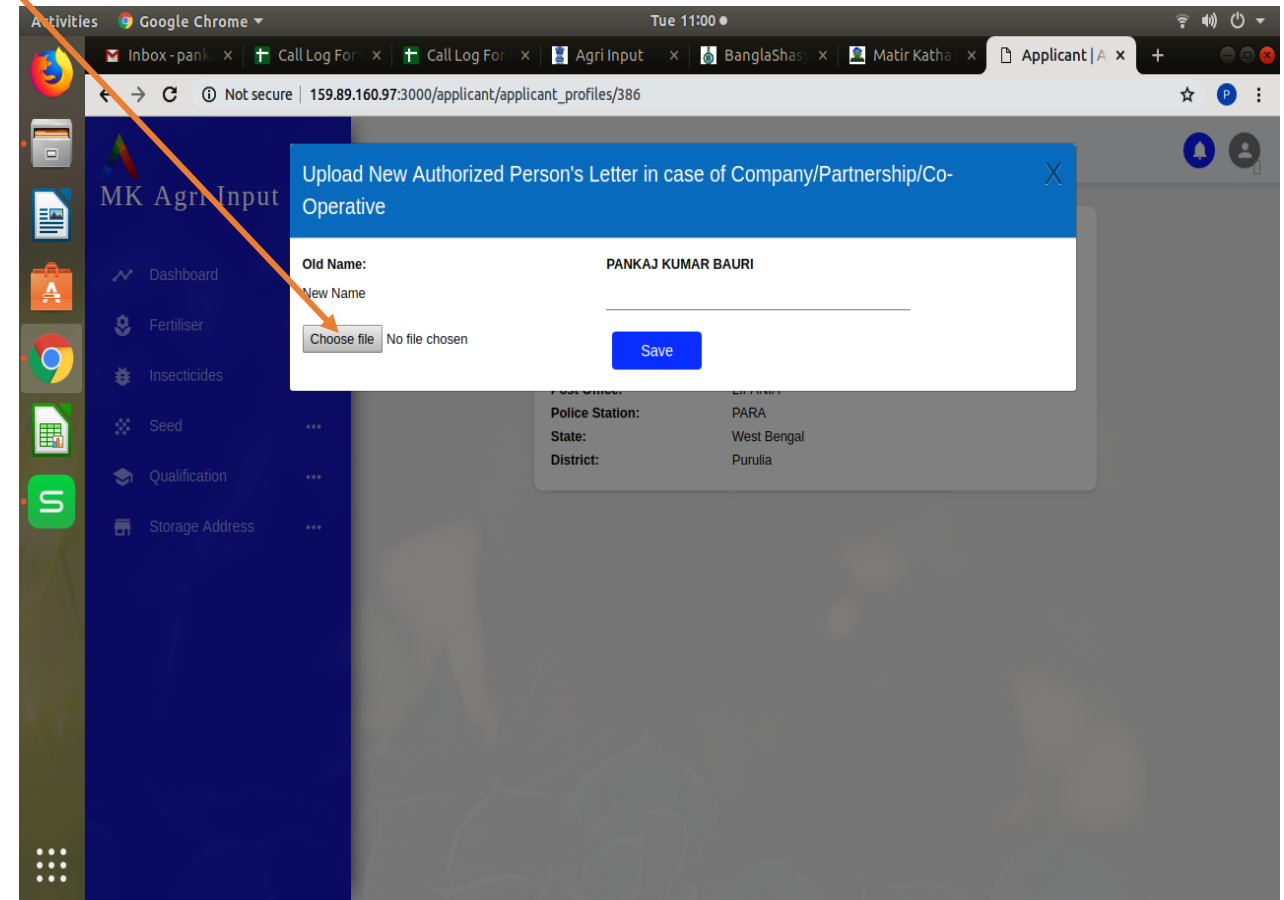 Activities Google Chrome Tue 11:00
Inbox - panka Call Log For Call Log For Agri Input BanglaShasy Matir Katha Applicant | A
Not secure 159.89.160.97:3000/applicant/applicant_profiles/386 P
MK Agri Input
Upload New Authorized Person's Letter in case of Company/Partnership/Co-
Operative
X
Old Name: PANKAJ KUMAR BAURI
New Name
Choose file No file chosen
Save
Dashboard
Fertiliser
Insecticides
Seed
Qualification
Storage Address
Police Station: PARA
State: West Bengal
District: Purulia